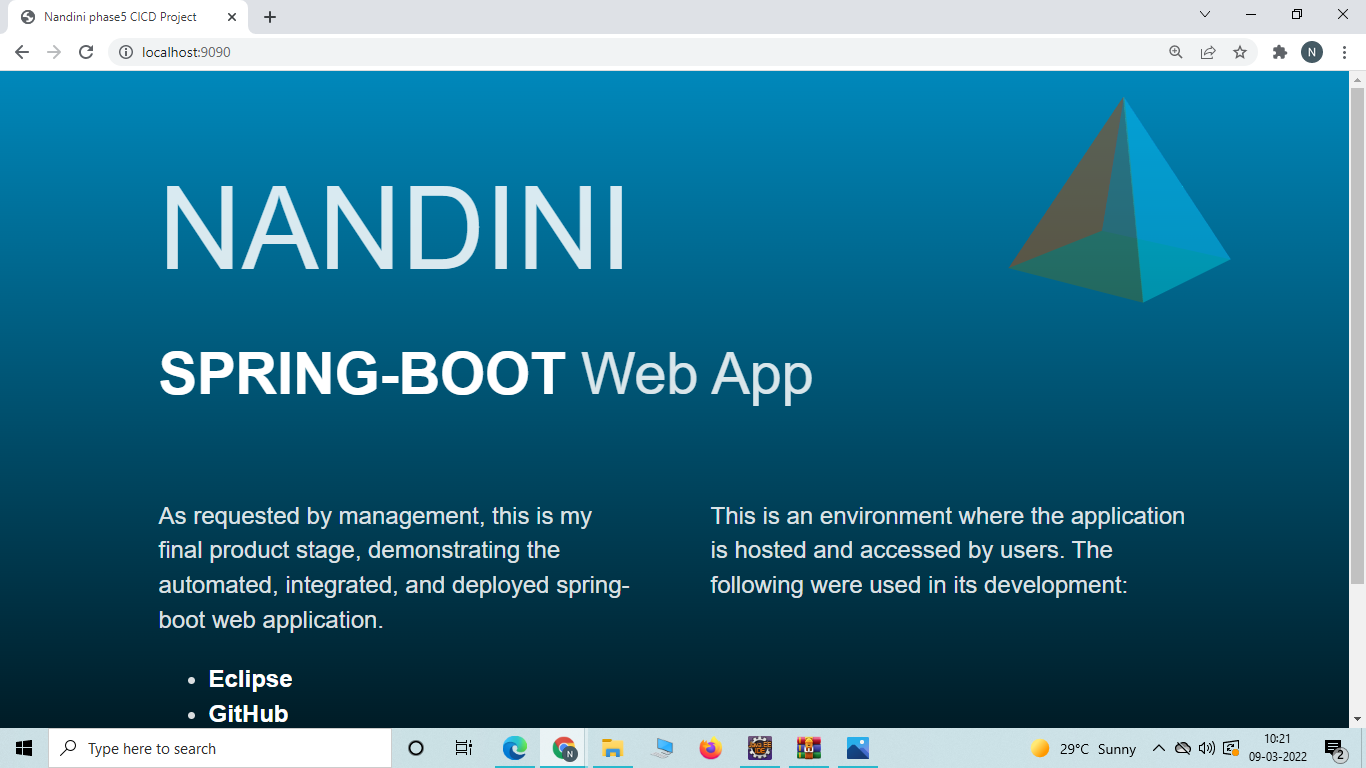 Nandini phase5 CICD Project
localhost:9090
N
NANDINI
SPRING-BOOT Web App
As requested by management, this is my
final product stage, demonstrating the
automated, integrated, and deployed spring-
boot web application.
• Eclipse
• GitHub
This is an environment where the application
is hosted and accessed by users. The
following were used in its development:
Type here to search
N
Java EE
IDE
29°C Sunny
10:21
09-03-2022
2